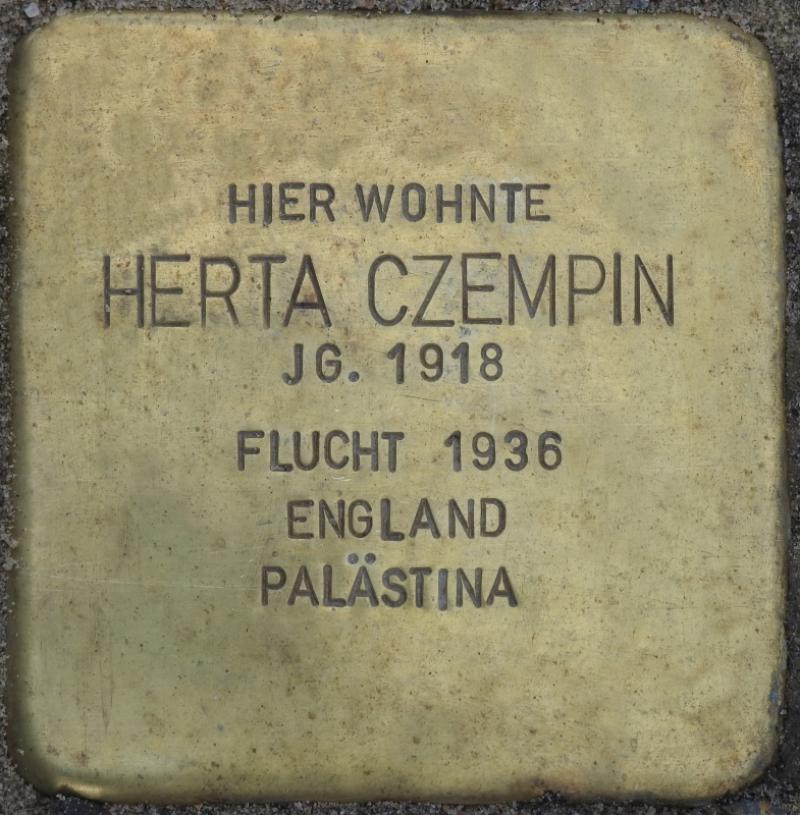 HIER WOHNTE
HERTA CZEMPIN
JG. 1918
FLUCHT 1936
ENGLAND
PALÄSTINA